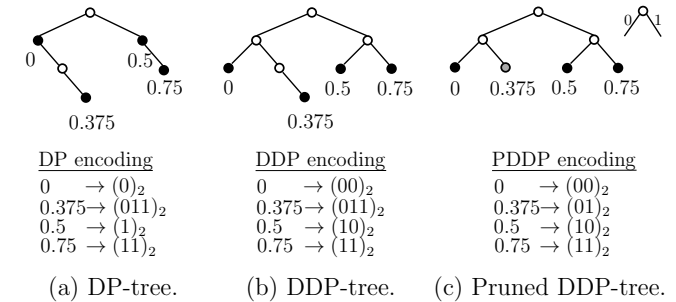 0 1
0
0.5
0.75
0.375
0
0.375
0.5
0.75
0
0.375
0.5
0.75
DP encoding
0 → (0)₂
0.375→ (011)₂
0.5 → (1)₂
0.75 → (11)₂
(a) DP-tree.
DDP encoding
0 → (00)₂
0.375→ (011)₂
0.5 → (10)₂
0.75 → (11)₂
(b) DDP-tree.
PDDP encoding
0 → (00)₂
0.375→ (01)₂
0.5 → (10)₂
0.75 → (11)₂
(c) Pruned DDP-tree.